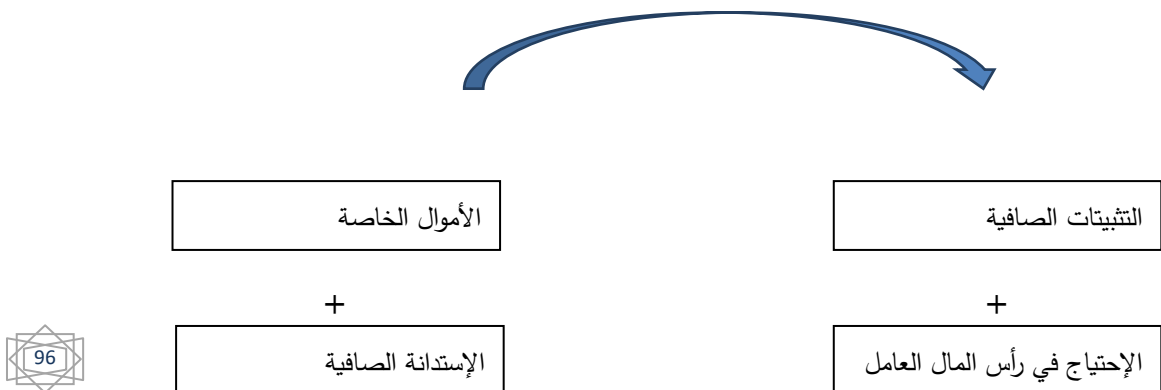 التثبيتات الصافية
الأموال الخاصة
+
+
الإحتياج في رأس المال العامل
الإستدانة الصافية
96